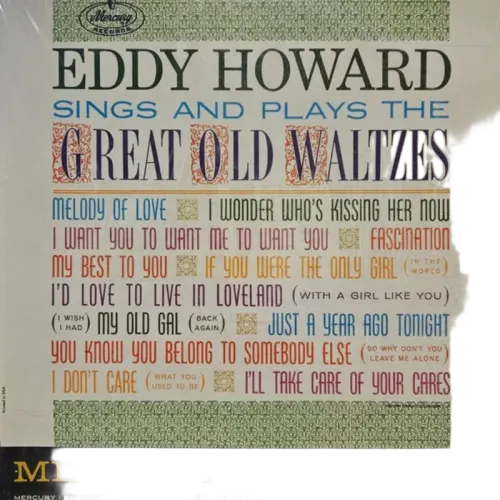 Mercury
RECORDS
EDDY HOWARD
SINGS AND PLAYS THE
GREAT OLD WALTZES
MELODY OF LOVE I WONDER WHO'S KISSING HER NOW
I WANT YOU TO WANT ME TO WANT YOU FASCINATION
MY BEST TO YOU IF YOU WERE THE ONLY GIRL (IN THE WORLD)
I'D LOVE TO LIVE IN LOVELAND (WITH A GIRL LIKE YOU)
(I WISH I HAD) MY OLD GAL (BACK AGAIN) JUST A YEAR AGO TONIGHT
YOU KNOW YOU BELONG TO SOMEBODY ELSE (SO WHY DON'T YOU LEAVE ME ALONE)
I DON'T CARE (WHAT YOU USED TO BE) I'LL TAKE CARE OF YOUR CARES
MERCURY